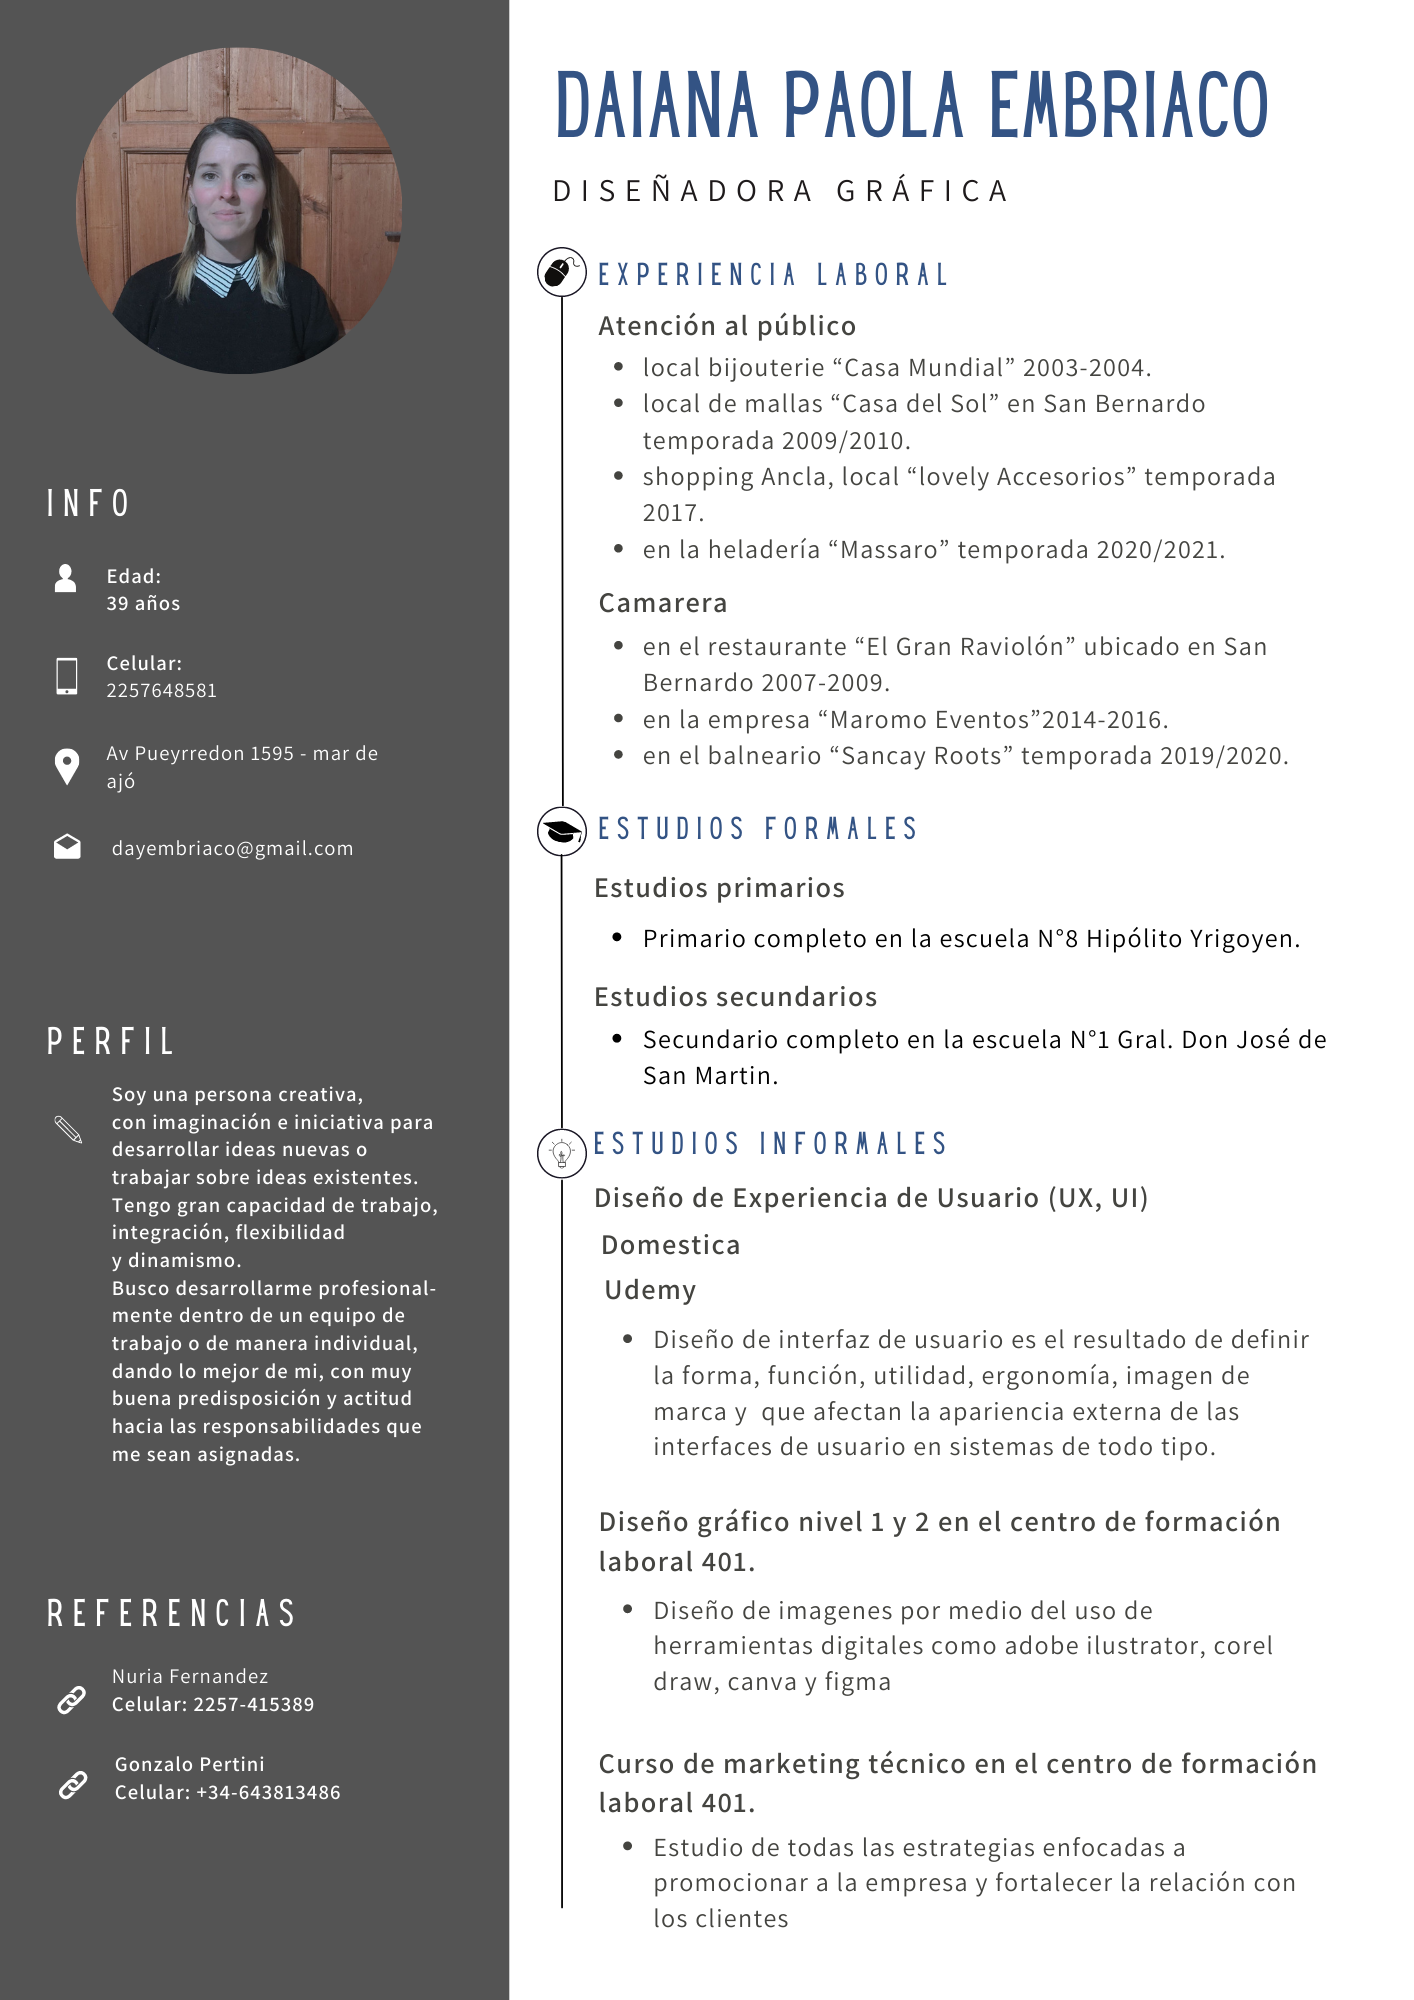 INFO
Edad:
39 años
Celular:
2257648581
Av Pueyrredon 1595 - mar de
ajó
dayembriaco@gmail.com
PERFIL
Soy una persona creativa,
con imaginación e iniciativa para
desarrollar ideas nuevas o
trabajar sobre ideas existentes.
Tengo gran capacidad de trabajo,
integración, flexibilidad
y dinamismo.
Busco desarrollarme profesional-
mente dentro de un equipo de
trabajo o de manera individual,
dando lo mejor de mi, con muy
buena predisposición y actitud
hacia las responsabilidades que
me sean asignadas.
REFERENCIAS
Nuria Fernandez
Celular: 2257-415389
Gonzalo Pertini
Celular: +34-643813486
DAIANA PAOLA EMBRIACO
DISEÑADORA GRÁFICA
EXPERIENCIA LABORAL
Atención al público
• local bijouterie “Casa Mundial” 2003-2004.
• local de mallas “Casa del Sol” en San Bernardo
temporada 2009/2010.
• shopping Ancla, local “lovely Accesorios” temporada
2017.
• en la heladería “Massaro” temporada 2020/2021.
Camarera
• en el restaurante “El Gran Raviolón” ubicado en San
Bernardo 2007-2009.
• en la empresa “Maromo Eventos”2014-2016.
• en el balneario “Sancay Roots” temporada 2019/2020.
ESTUDIOS FORMALES
Estudios primarios
• Primario completo en la escuela N°8 Hipólito Yrigoyen.
Estudios secundarios
• Secundario completo en la escuela N°1 Gral. Don José de
San Martin.
ESTUDIOS INFORMALES
Diseño de Experiencia de Usuario (UX, UI)
Domestica
Udemy
• Diseño de interfaz de usuario es el resultado de definir
la forma, función, utilidad, ergonomía, imagen de
marca y  que afectan la apariencia externa de las
interfaces de usuario en sistemas de todo tipo.
Diseño gráfico nivel 1 y 2 en el centro de formación
laboral 401.
• Diseño de imagenes por medio del uso de
herramientas digitales como adobe ilustrator, corel
draw, canva y figma
Curso de marketing técnico en el centro de formación
laboral 401.
• Estudio de todas las estrategias enfocadas a
promocionar a la empresa y fortalecer la relación con
los clientes